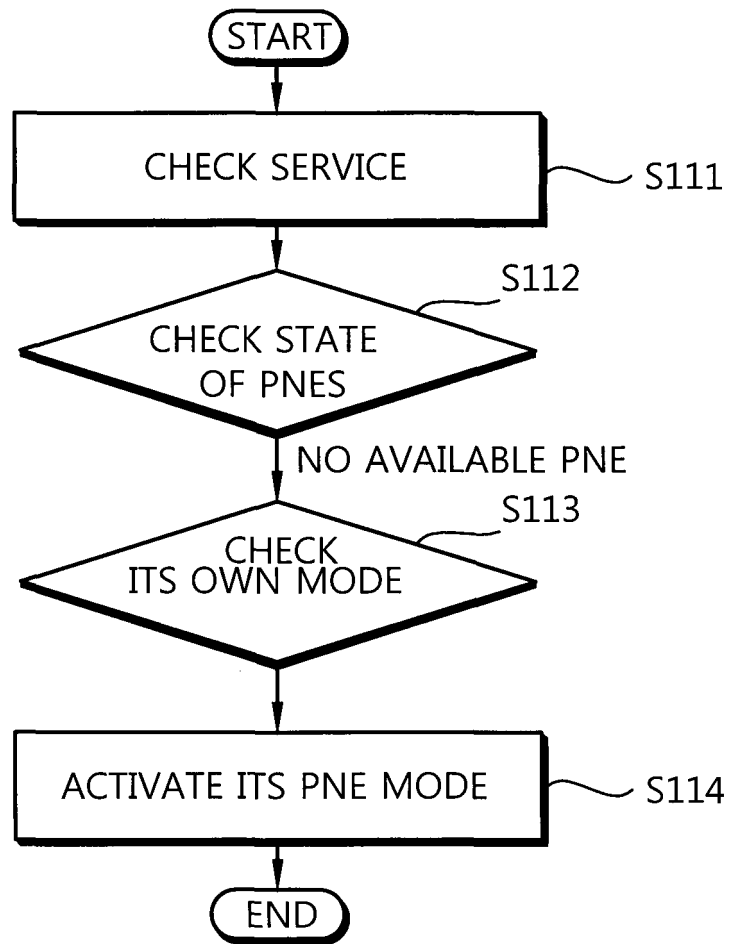 START
CHECK SERVICE
S111
S112
CHECK STATE
OF PNES
NO AVAILABLE PNE
S113
CHECK
ITS OWN MODE
ACTIVATE ITS PNE MODE
S114
END